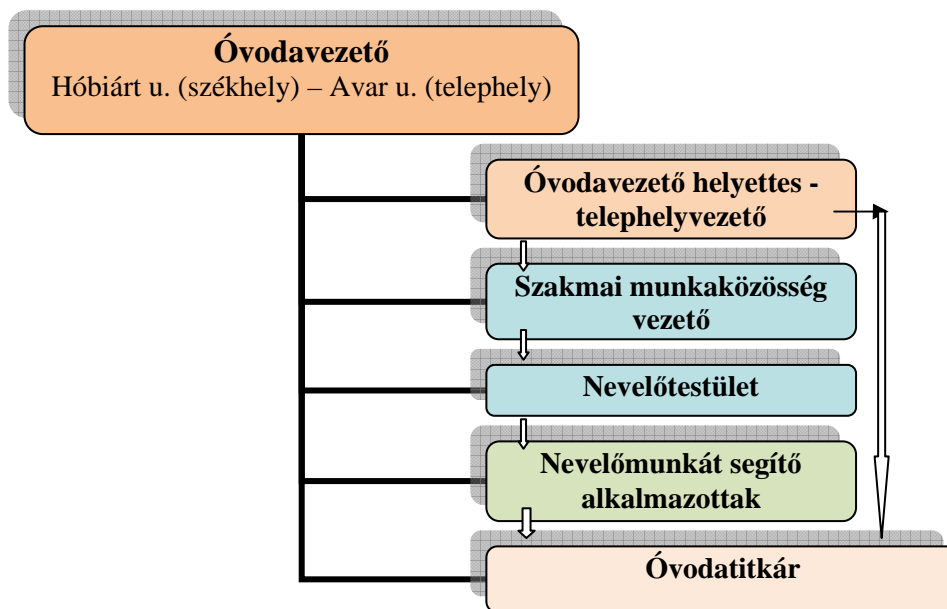 Óvodavezető
Hóbiárt u. (székhely) – Avar u. (telephely)
Óvodavezető helyettes -
telephelyvezető
Szakmai munkaközösség
vezető
Nevelőtestület
Nevelőmunkát segítő
alkalmazottak
Óvodatitkár